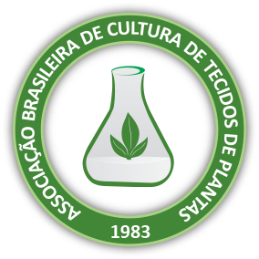 ASSOCIAÇÃO BRASILEIRA DE CULTURA DE TECIDOS DE PLANTAS
1983